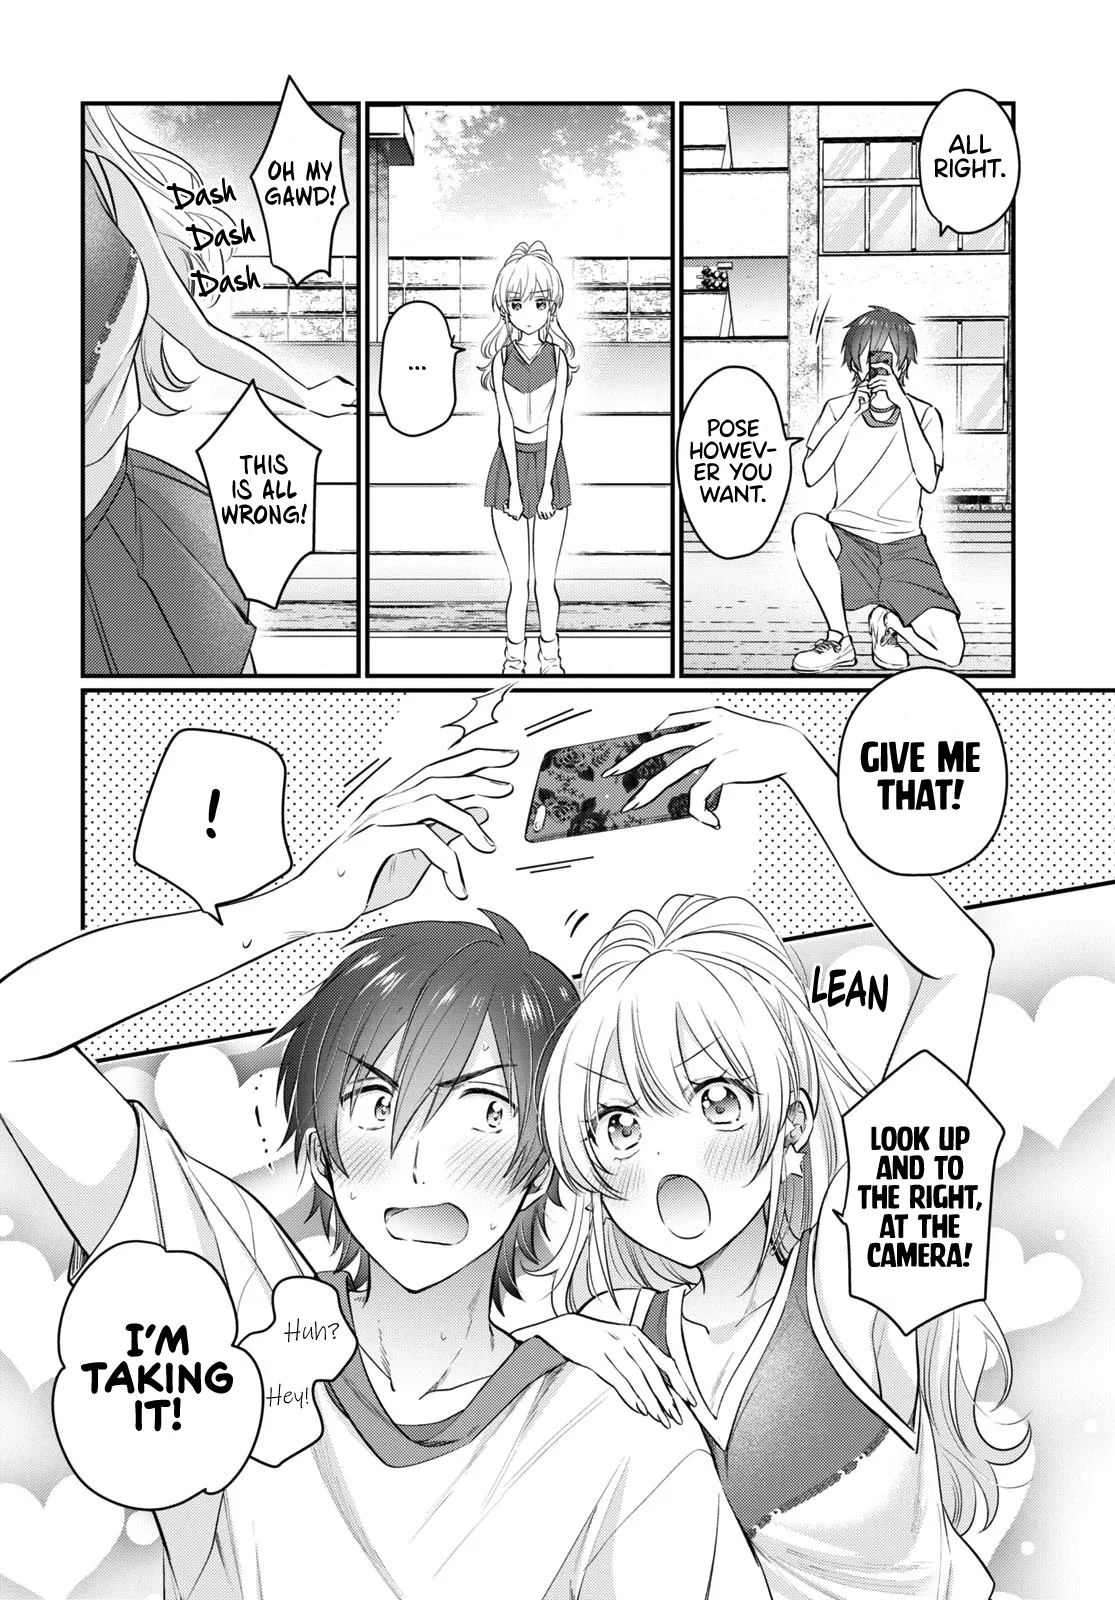 ALL
RIGHT.
POSE
HOWEV-
ER YOU
WANT.
...
OH MY
GAWD!
Dash
Dash
Dash
THIS
IS ALL
WRONG!
GIVE ME
THAT!
!
LEAN
LOOK UP
AND TO
THE RIGHT,
AT THE
CAMERA!
...
Huh?
Hey!
I'M
TAKING
IT!